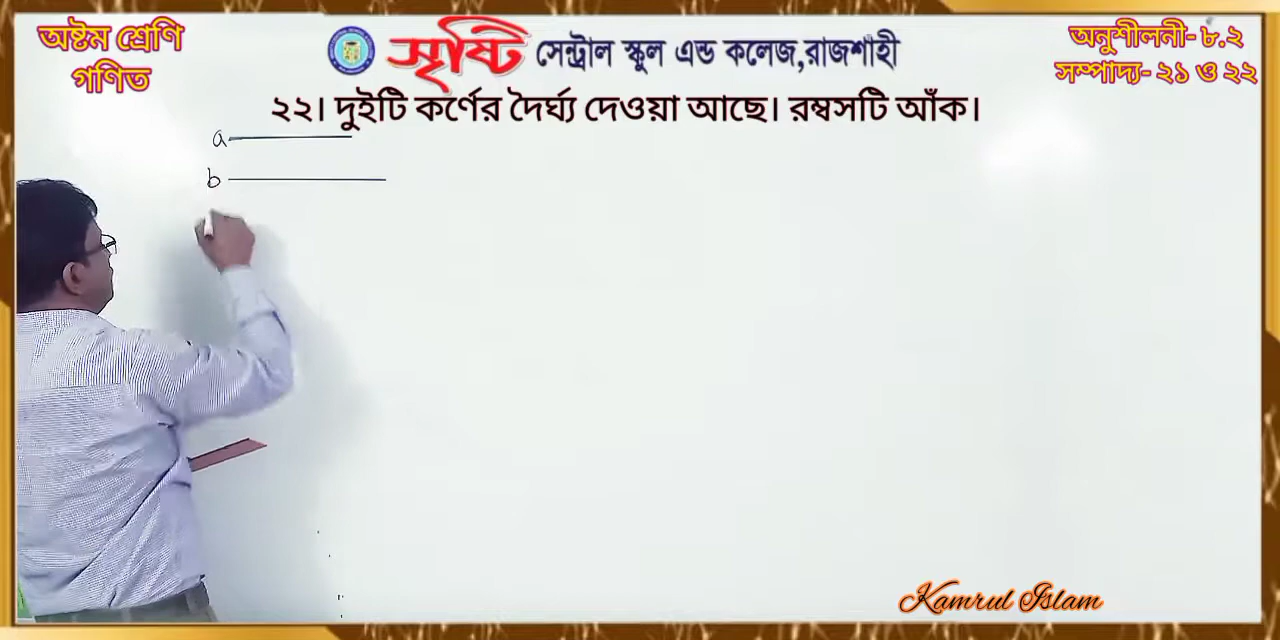 অষ্টম শ্রেণি
গণিত
সৃষ্টি সেন্ট্রাল স্কুল এন্ড কলেজ,রাজশাহী
অনুশীলনী- ৮.২
সম্পাদ্য- ২১ ও ২২
২২। দুইটি কর্ণের দৈর্ঘ্য দেওয়া আছে। রম্বসটি আঁক।
a
b
Kamrul Islam